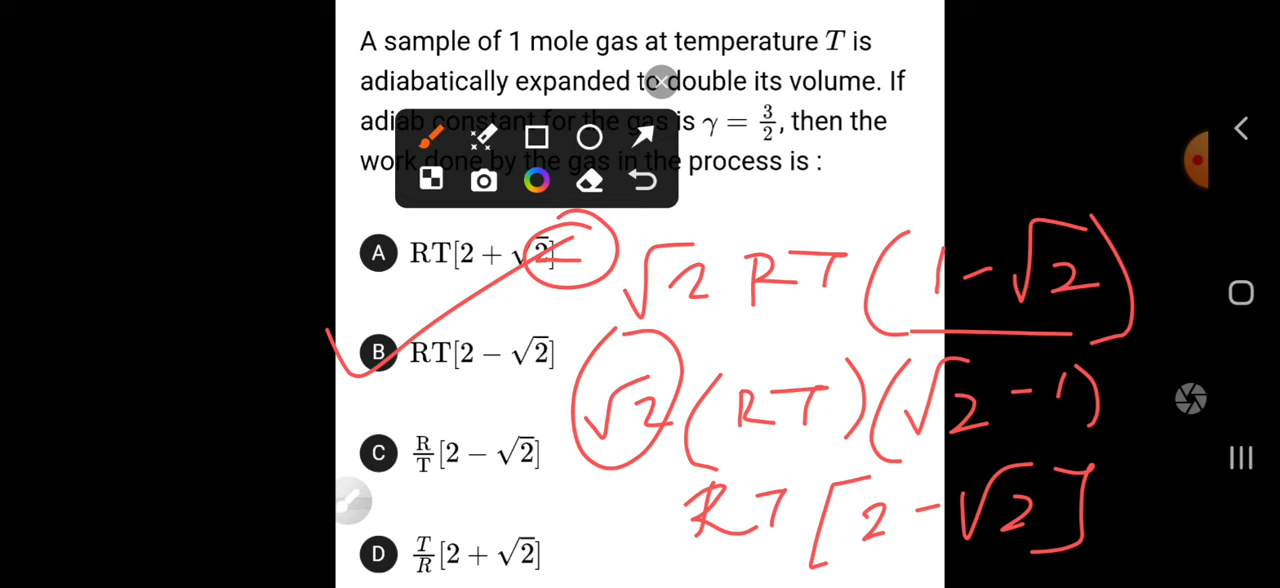 A sample of 1 mole gas at temperature T is
adiabatically expanded to double its volume. If
adiab constant for the gas is γ = 3/2, then the
work done by the gas in the process is :
A RT[2 + √2]
√2 RT (1 - √2)
B RT[2 − √2]
√2 (RT) (√2 - 1)
C R/T [2 − √2]
RT [2 - √2]
D T/R [2 + √2]